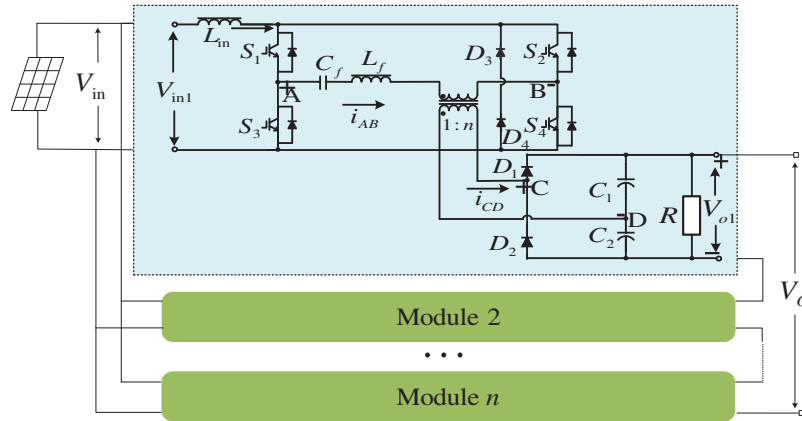 L_in
S_1
D_3
S_2
C_f
L_f
V_in
V_in1
+
A
B
-
i_AB
S_3
1:n
D_4
S_4
D_1
+
C
i_CD
C_1
+
D_2
-
D
C_2
R
V_o1
-
Module 2
V_o
• • •
Module n